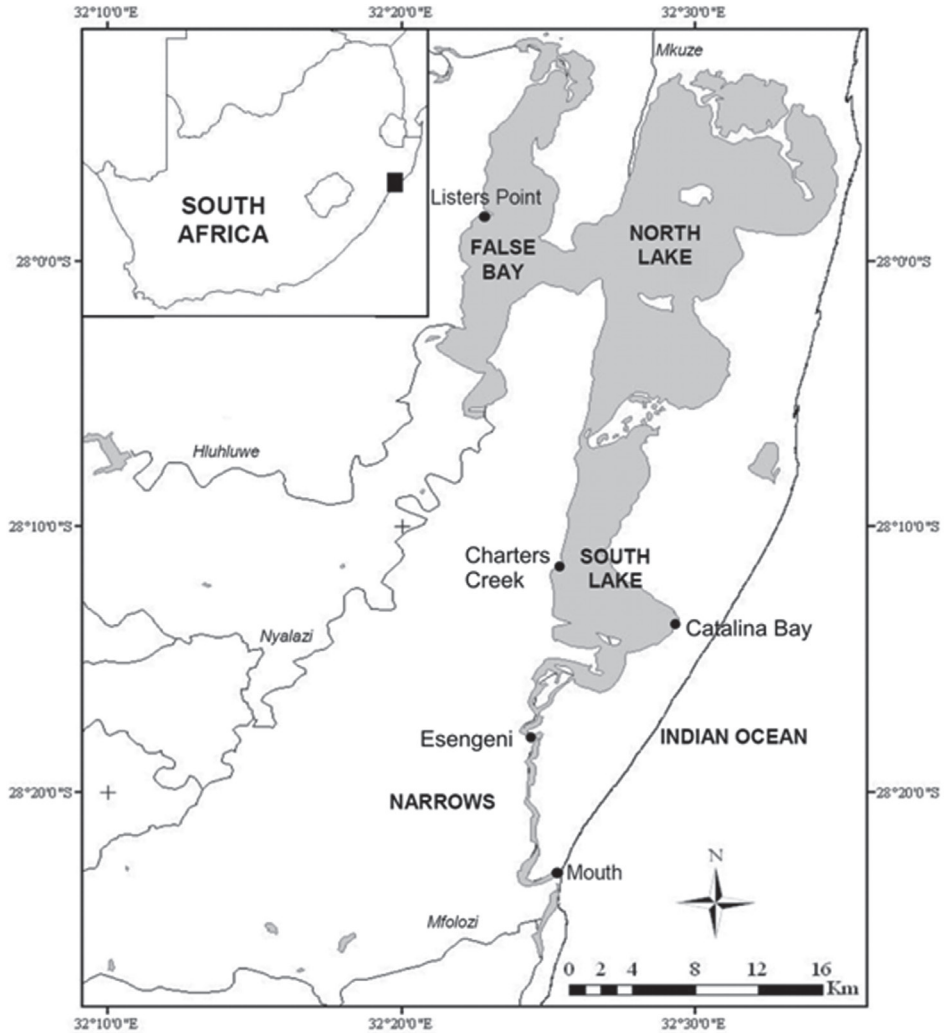 32°10'0"E
32°20'0"E
32°30'0"E
Mkuze
SOUTH
AFRICA
Listers Point
FALSE
BAY
NORTH
LAKE
28°0'0"S
28°0'0"S
Hluhluwe
28°10'0"S
28°10'0"S
Charters
Creek
SOUTH
LAKE
Catalina Bay
Nyalazi
Esengeni
INDIAN OCEAN
NARROWS
28°20'0"S
28°20'0"S
Mouth
N
Mfolozi
0 2 4 8 12 16
Km
32°10'0"E
32°20'0"E
32°30'0"E